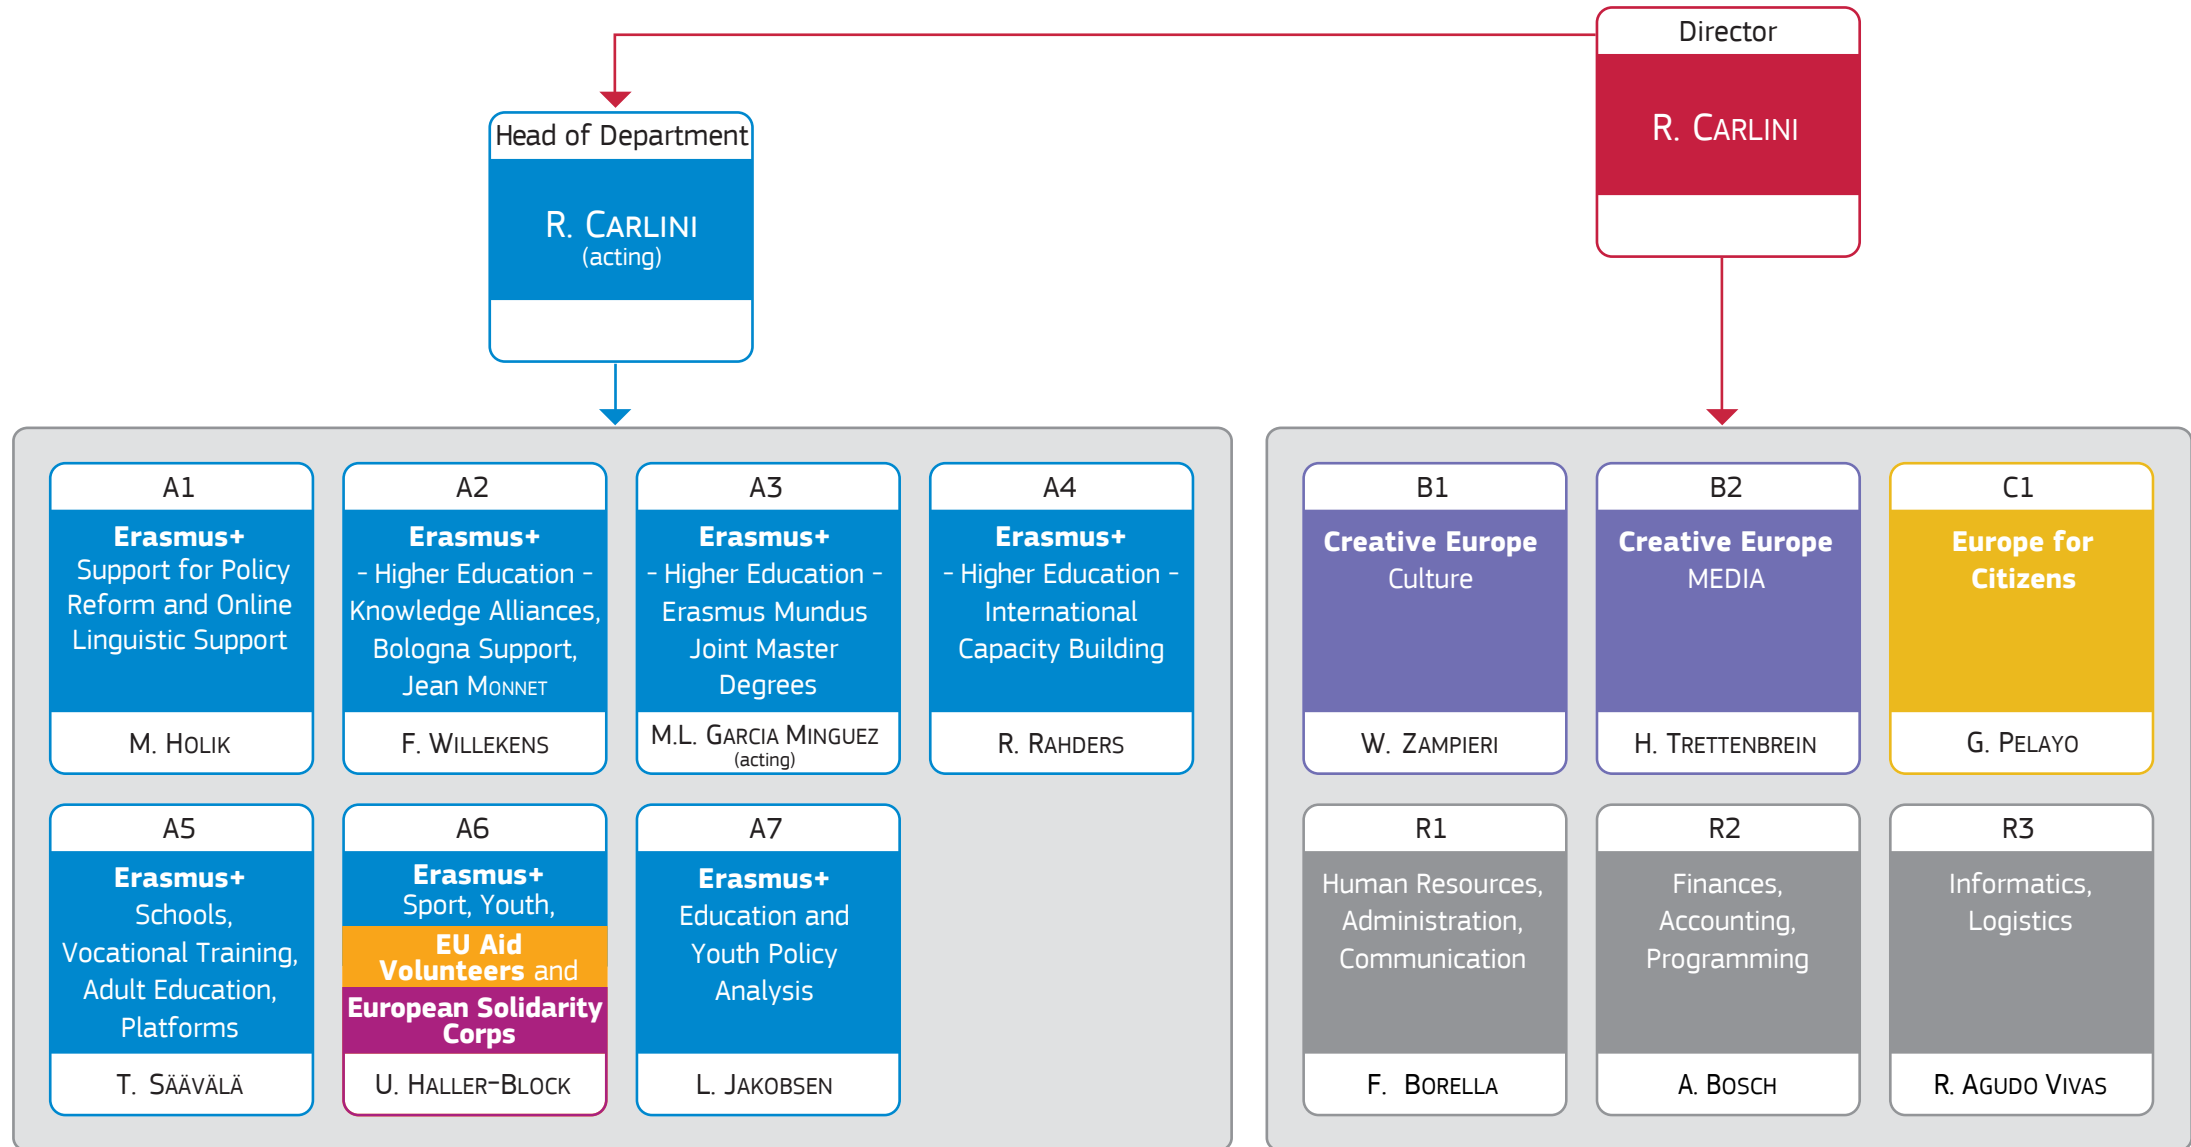 Director
R. CARLINI
Head of Department
R. CARLINI
(acting)
A1
Erasmus+
Support for Policy
Reform and Online
Linguistic Support
M. HOLIK
A2
Erasmus+
- Higher Education -
Knowledge Alliances,
Bologna Support,
Jean MONNET
F. WILLEKENS
A3
Erasmus+
- Higher Education -
Erasmus Mundus
Joint Master
Degrees
M.L. GARCIA MINGUEZ
(acting)
A4
Erasmus+
- Higher Education -
International
Capacity Building
R. RAHDERS
A5
Erasmus+
Schools,
Vocational Training,
Adult Education,
Platforms
T. SÄÄVÄLÄ
A6
Erasmus+
Sport, Youth,
EU Aid
Volunteers and
European Solidarity
Corps
U. HALLER-BLOCK
A7
Erasmus+
Education and
Youth Policy
Analysis
L. JAKOBSEN
B1
Creative Europe
Culture
W. ZAMPIERI
B2
Creative Europe
MEDIA
H. TRETTENBREIN
C1
Europe for
Citizens
G. PELAYO
R1
Human Resources,
Administration,
Communication
F. BORELLA
R2
Finances,
Accounting,
Programming
A. BOSCH
R3
Informatics,
Logistics
R. AGUDO VIVAS